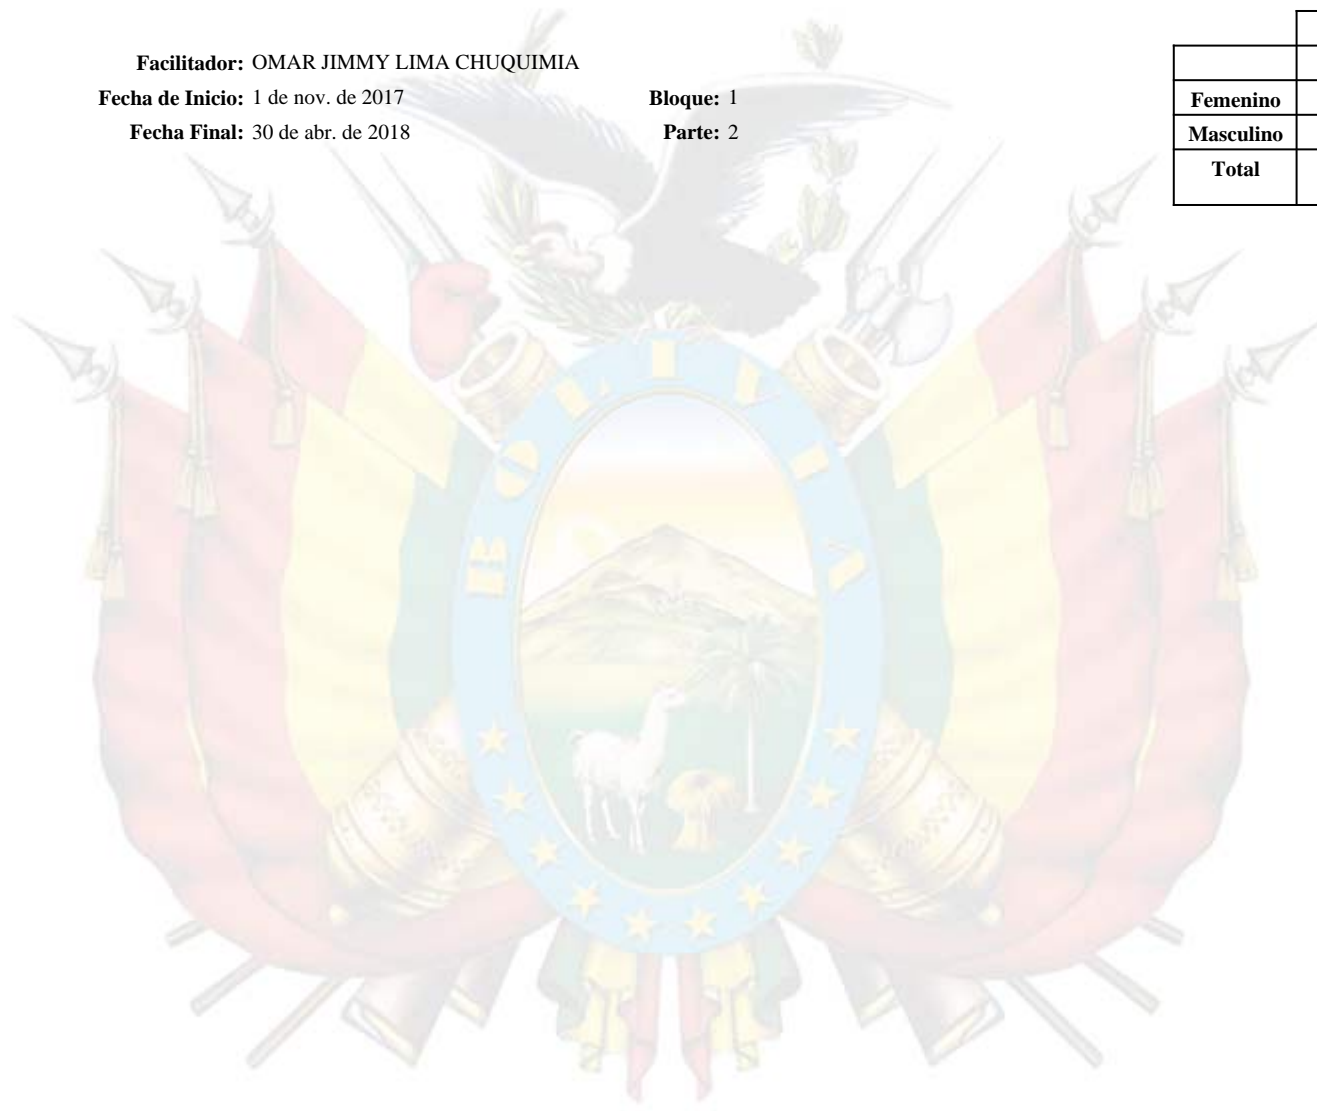 Facilitador: OMAR JIMMY LIMA CHUQUIMIA
Fecha de Inicio: 1 de nov. de 2017 Bloque: 1
Fecha Final: 30 de abr. de 2018 Parte: 2
Femenino
Masculino
Total
BOLIVIA